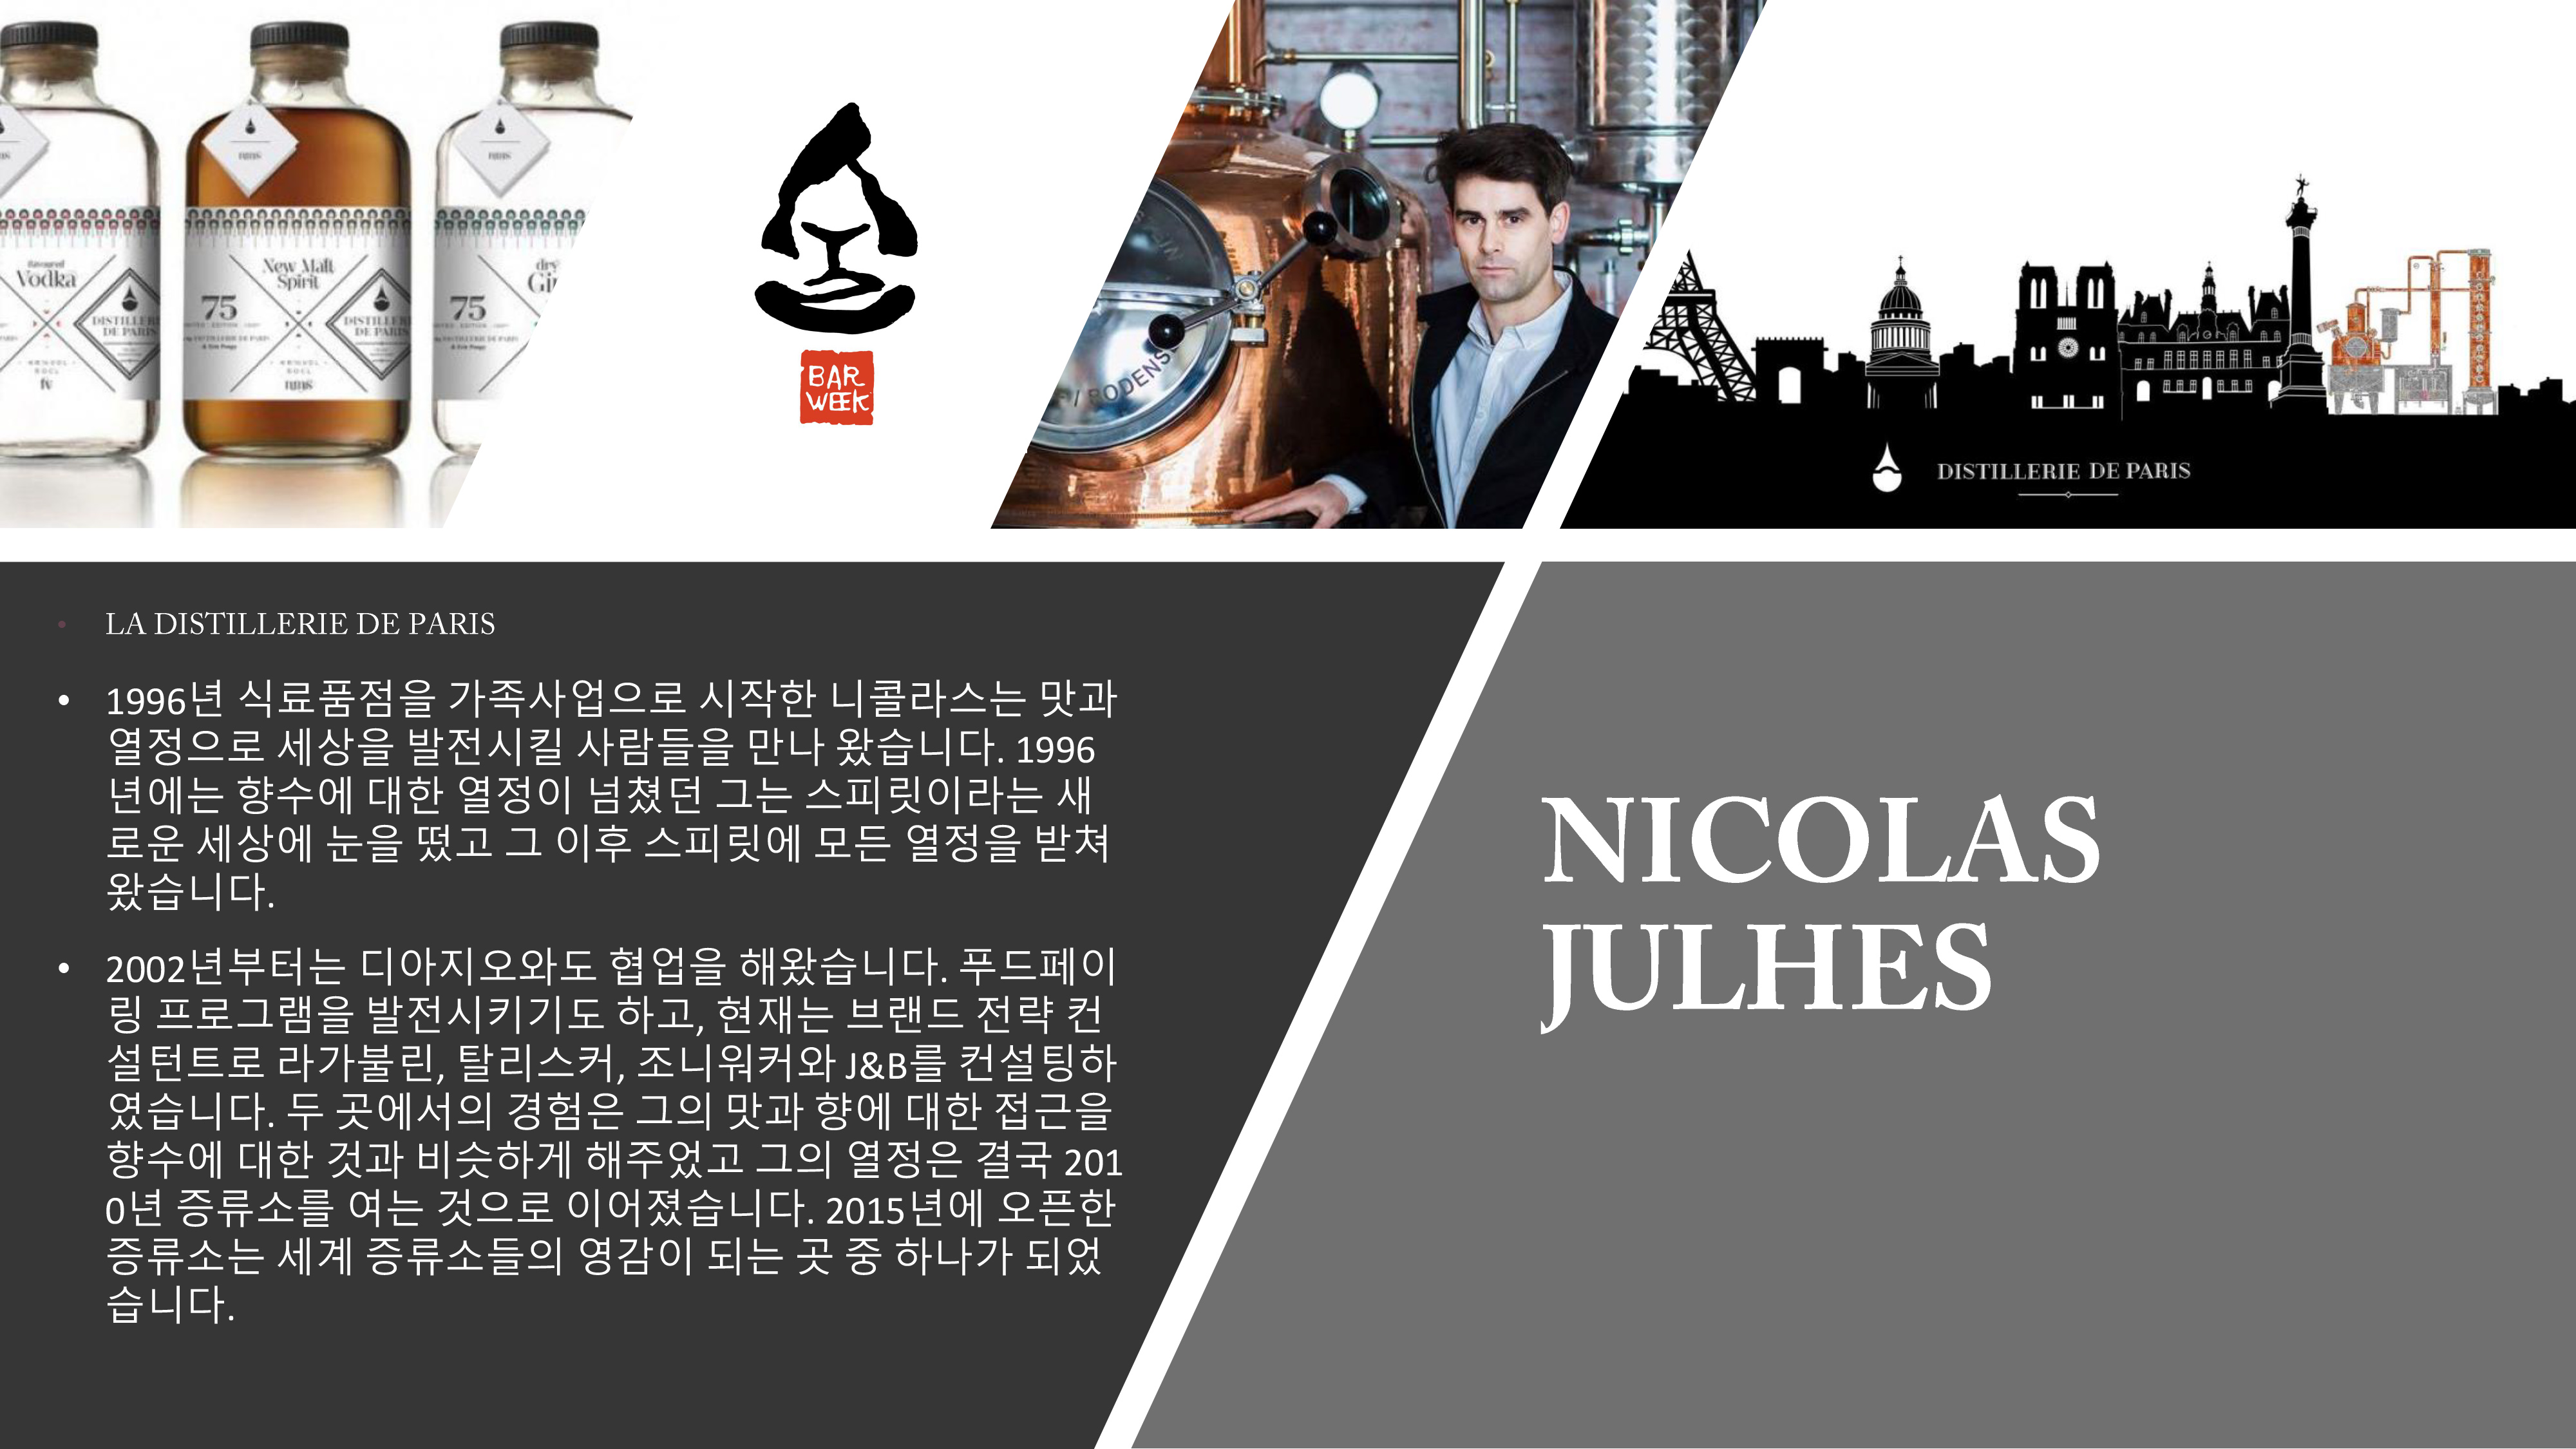 flavoured
Vodka
DISTILLERIE
DE PARIS
New Malt
Spirit
75
DISTILLERIE
DE PARIS
nms
dry
75
BAR
WEEK
DISTILLERIE DE PARIS
LA DISTILLERIE DE PARIS
1996년 식료품점을 가족사업으로 시작한 니콜라스는 맛과
열정으로 세상을 발전시킬 사람들을 만나 왔습니다. 1996
년에는 향수에 대한 열정이 넘쳤던 그는 스피릿이라는 새
로운 세상에 눈을 떴고 그 이후 스피릿에 모든 열정을 받쳐
왔습니다.
2002년부터는 디아지오와도 협업을 해왔습니다. 푸드페이
링 프로그램을 발전시키기도 하고, 현재는 브랜드 전략 컨
설턴트로 라가불린, 탈리스커, 조니워커와 J&B를 컨설팅하
였습니다. 두 곳에서의 경험은 그의 맛과 향에 대한 접근을
향수에 대한 것과 비슷하게 해주었고 그의 열정은 결국 201
0년 증류소를 여는 것으로 이어졌습니다. 2015년에 오픈한
증류소는 세계 증류소들의 영감이 되는 곳 중 하나가 되었
습니다.
NICOLAS
JULHES